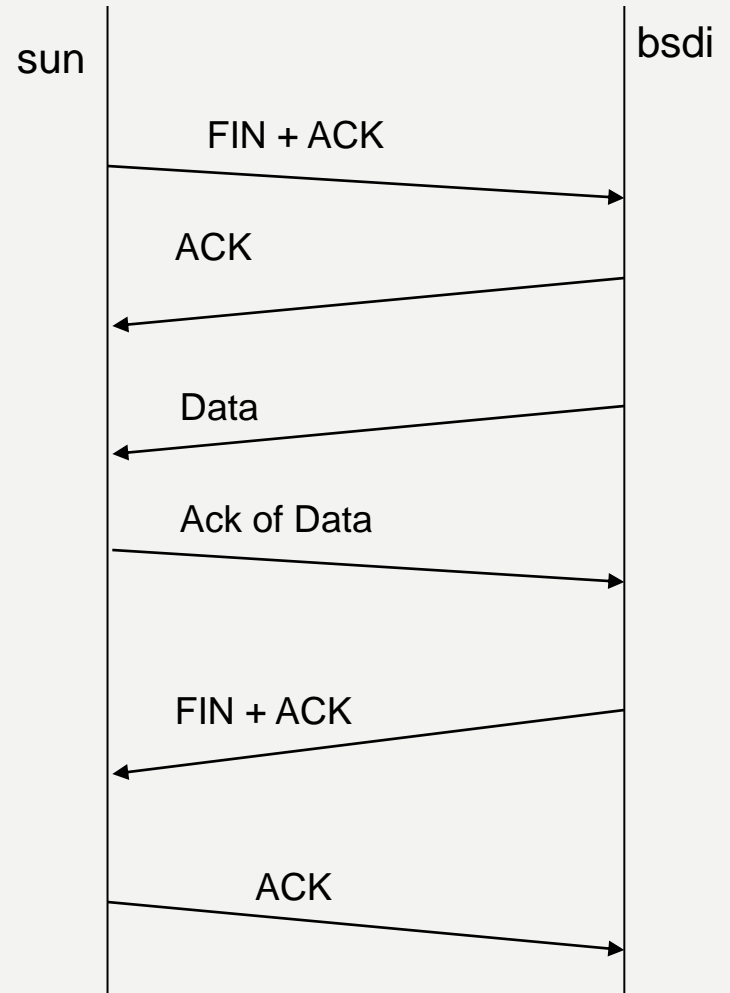 sun
bsdi
FIN + ACK
ACK
Data
Ack of Data
FIN + ACK
ACK